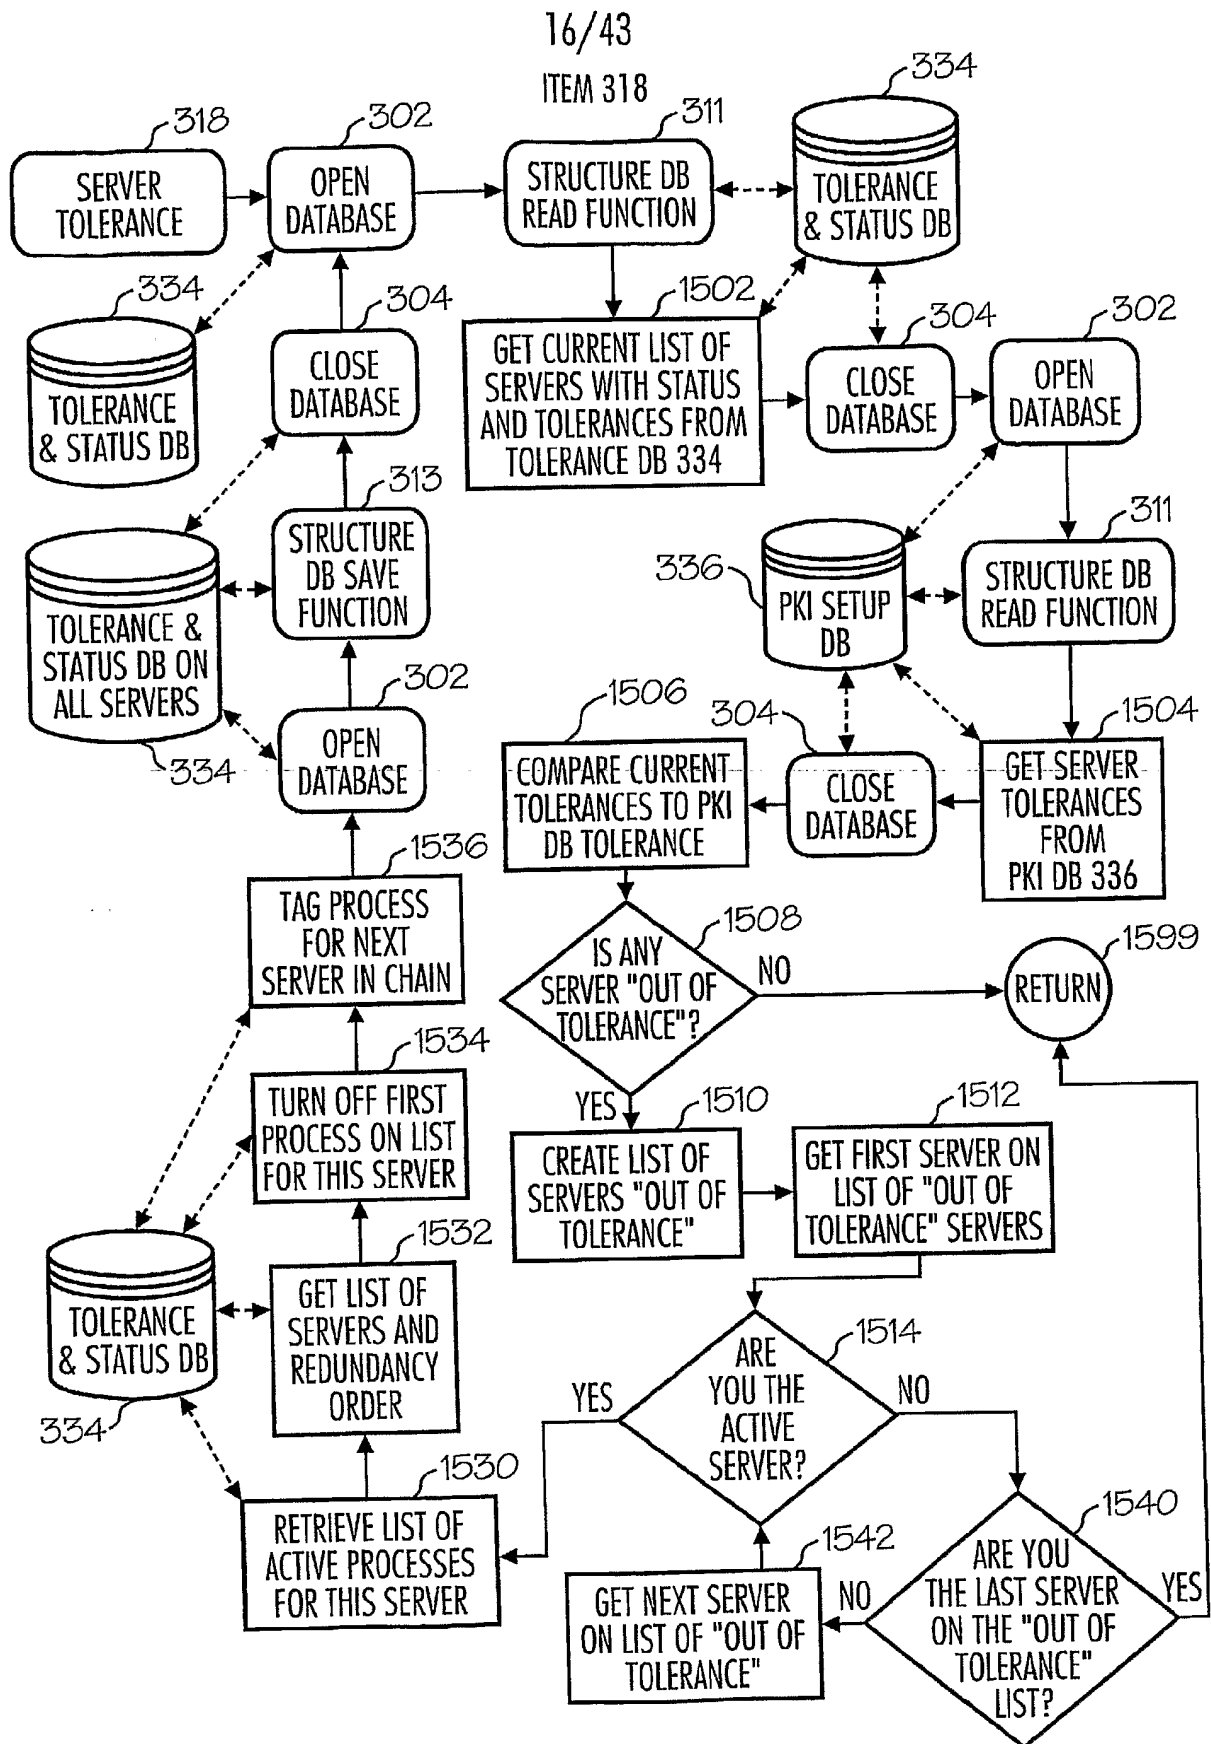 16/43
ITEM 318
318
SERVER
TOLERANCE
302
OPEN
DATABASE
311
STRUCTURE DB
READ FUNCTION
334
TOLERANCE
& STATUS DB
334
TOLERANCE
& STATUS DB
304
CLOSE
DATABASE
1502
GET CURRENT LIST OF
SERVERS WITH STATUS
AND TOLERANCES FROM
TOLERANCE DB 334
304
CLOSE
DATABASE
302
OPEN
DATABASE
313
STRUCTURE
DB SAVE
FUNCTION
TOLERANCE &
STATUS DB ON
ALL SERVERS
334
336
PKI SETUP
DB
311
STRUCTURE DB
READ FUNCTION
302
OPEN
DATABASE
1506
COMPARE CURRENT
TOLERANCES TO PKI
DB TOLERANCE
304
CLOSE
DATABASE
1504
GET SERVER
TOLERANCES
FROM
PKI DB 336
1536
TAG PROCESS
FOR NEXT
SERVER IN CHAIN
1508
IS ANY
SERVER "OUT OF
TOLERANCE"?
NO
1599
RETURN
YES
1534
TURN OFF FIRST
PROCESS ON LIST
FOR THIS SERVER
1510
CREATE LIST OF
SERVERS "OUT OF
TOLERANCE"
1512
GET FIRST SERVER ON
LIST OF "OUT OF
TOLERANCE" SERVERS
TOLERANCE
& STATUS DB
334
1532
GET LIST OF
SERVERS AND
REDUNDANCY
ORDER
1514
ARE
YOU THE
ACTIVE
SERVER?
YES
NO
1530
RETRIEVE LIST OF
ACTIVE PROCESSES
FOR THIS SERVER
1542
GET NEXT SERVER
ON LIST OF "OUT OF
TOLERANCE"
NO
1540
ARE YOU
THE LAST SERVER
ON THE "OUT OF
TOLERANCE"
LIST?
YES